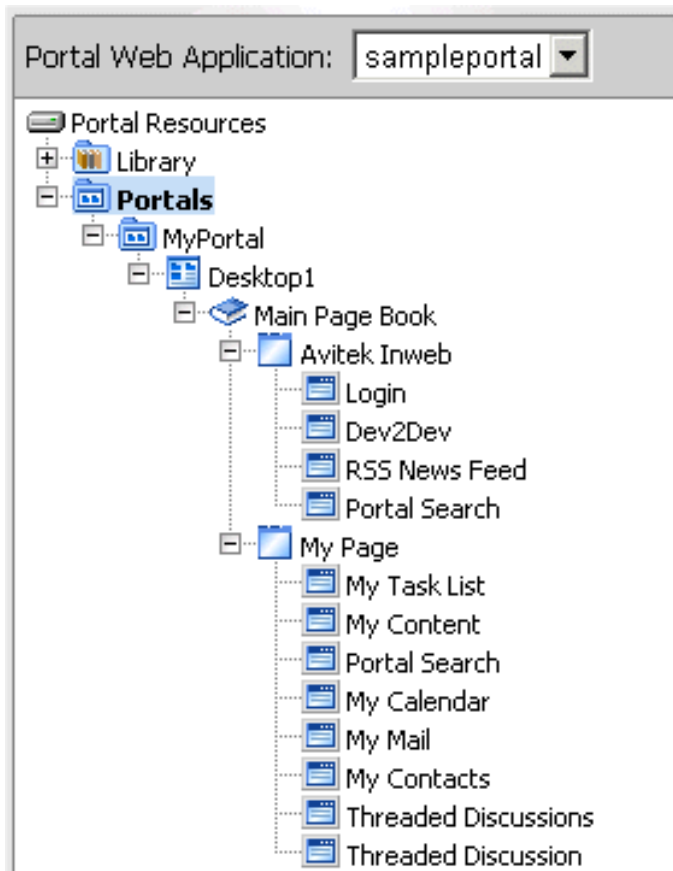 Portal Web Application: sampleportal
Portal Resources
Library
Portals
MyPortal
Desktop1
Main Page Book
Avitek Inweb
Login
Dev2Dev
RSS News Feed
Portal Search
My Page
My Task List
My Content
Portal Search
My Calendar
My Mail
My Contacts
Threaded Discussions
Threaded Discussion